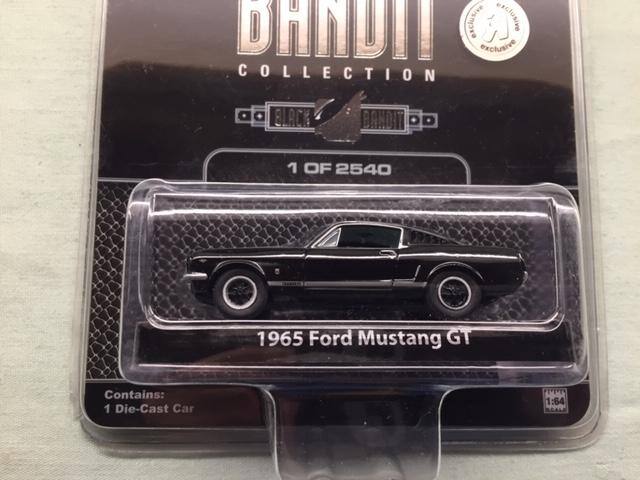 BANDIT
COLLECTION
exclusive
exclusive
exclusive
BLACK BANDIT
1 OF 2540
1965 Ford Mustang GT
Contains:
1 Die-Cast Car
1:64